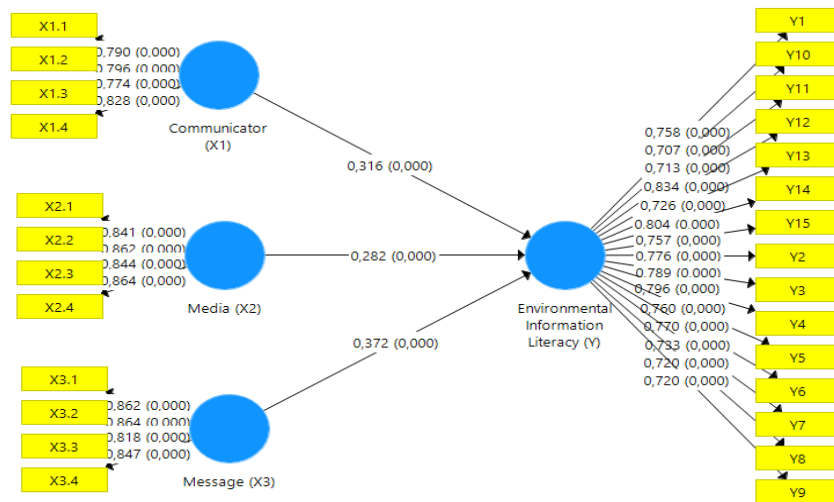 X1.1
X1.2
X1.3
X1.4
0,790 (0,000)
0,796 (0,000)
0,774 (0,000)
0,828 (0,000)
Communicator
(X1)
0,316 (0,000)
X2.1
X2.2
X2.3
X2.4
0,841 (0,000)
0,862 (0,000)
0,844 (0,000)
0,864 (0,000)
Media (X2)
0,282 (0,000)
X3.1
X3.2
X3.3
X3.4
0,862 (0,000)
0,864 (0,000)
0,818 (0,000)
0,847 (0,000)
Message (X3)
0,372 (0,000)
Environmental
Information
Literacy (Y)
0,758 (0,000)
0,707 (0,000)
0,713 (0,000)
0,834 (0,000)
0,726 (0,000)
0,804 (0,000)
0,757 (0,000)
0,776 (0,000)
0,789 (0,000)
0,796 (0,000)
0,760 (0,000)
0,770 (0,000)
0,733 (0,000)
0,720 (0,000)
0,720 (0,000)
Y1
Y10
Y11
Y12
Y13
Y14
Y15
Y2
Y3
Y4
Y5
Y6
Y7
Y8
Y9